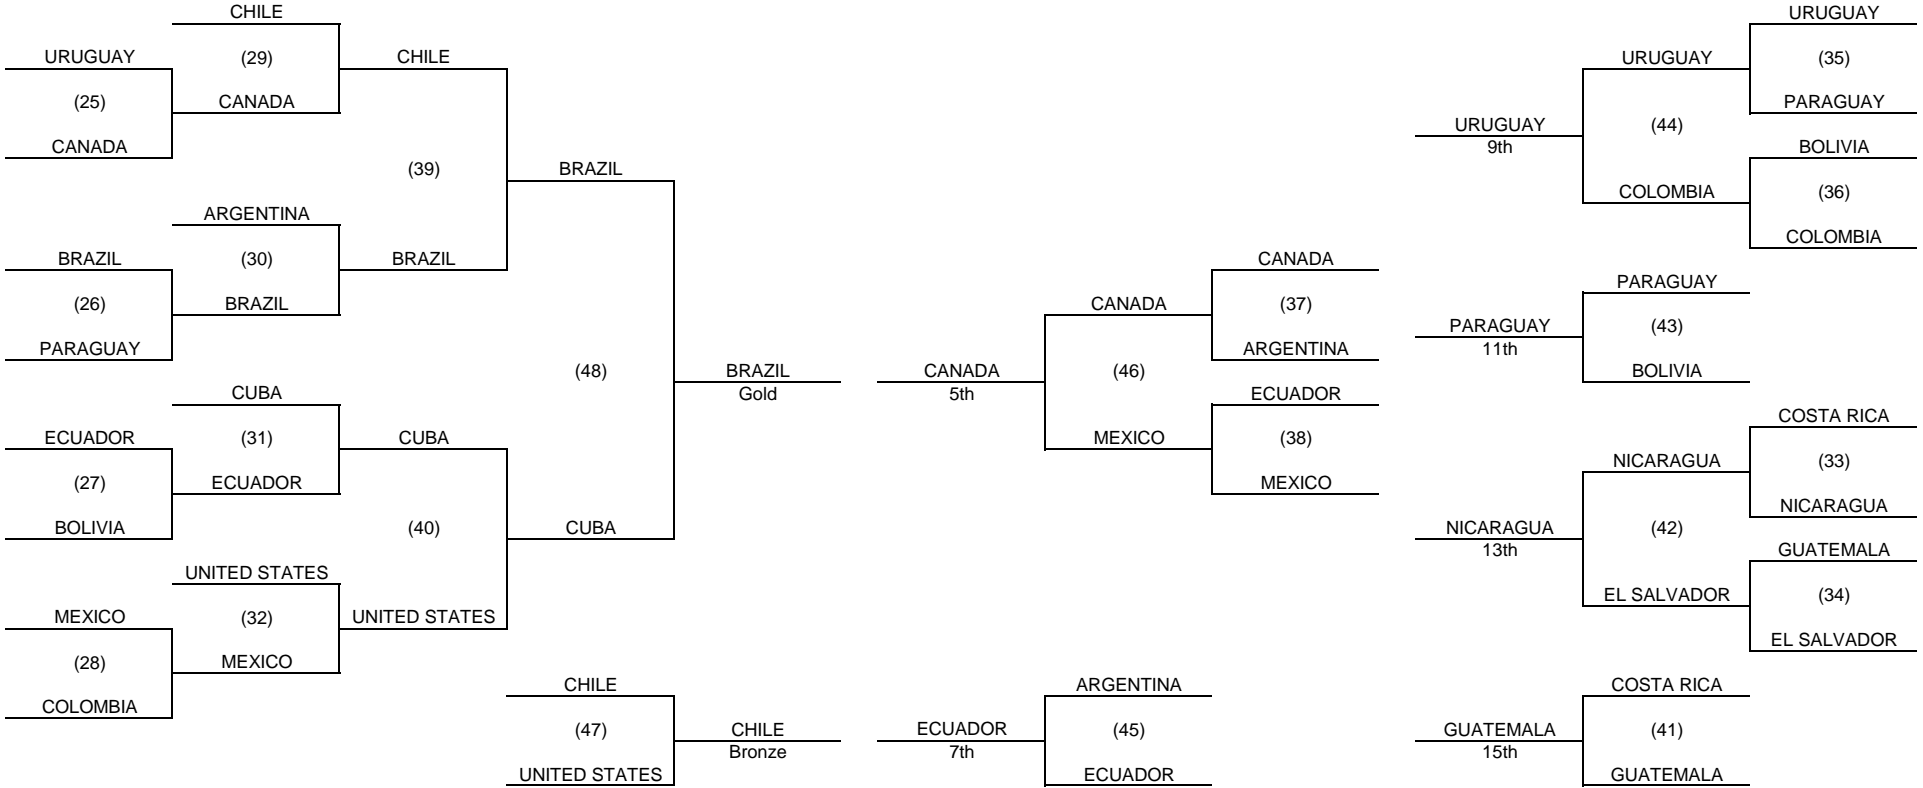 CHILE
URUGUAY
(29)
CHILE
(25)
CANADA
CANADA
(39)
BRAZIL
ARGENTINA
BRAZIL
(30)
BRAZIL
(26)
BRAZIL
PARAGUAY
(48)
BRAZIL
Gold
CUBA
ECUADOR
(31)
CUBA
(27)
ECUADOR
BOLIVIA
(40)
CUBA
UNITED STATES
MEXICO
(32)
UNITED STATES
(28)
MEXICO
COLOMBIA
CHILE
(47)
CHILE
Bronze
UNITED STATES
CANADA
CANADA
(37)
ARGENTINA
CANADA
5th
(46)
ECUADOR
MEXICO
(38)
MEXICO
ARGENTINA
ECUADOR
7th
(45)
ECUADOR
URUGUAY
URUGUAY
(35)
PARAGUAY
URUGUAY
9th
(44)
BOLIVIA
COLOMBIA
(36)
COLOMBIA
PARAGUAY
PARAGUAY
11th
(43)
BOLIVIA
COSTA RICA
NICARAGUA
(33)
NICARAGUA
NICARAGUA
13th
(42)
GUATEMALA
EL SALVADOR
(34)
EL SALVADOR
COSTA RICA
GUATEMALA
15th
(41)
GUATEMALA